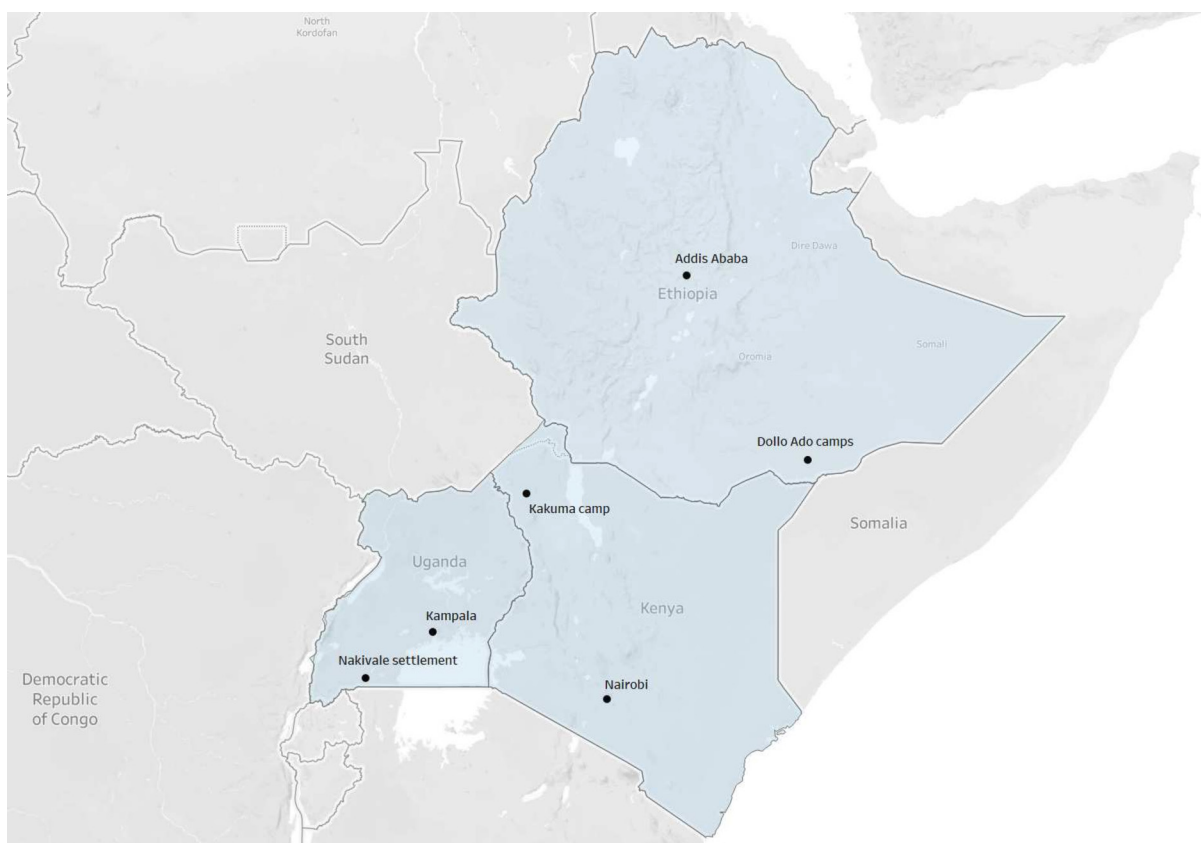 North
Kordofan
Addis Ababa
Dire Dawa
Ethiopia
South
Sudan
Oromia
Somali
Dollo Ado camps
Kakuma camp
Somalia
Uganda
Kenya
Kampala
Nakivale settlement
Nairobi
Democratic
Republic
of Congo